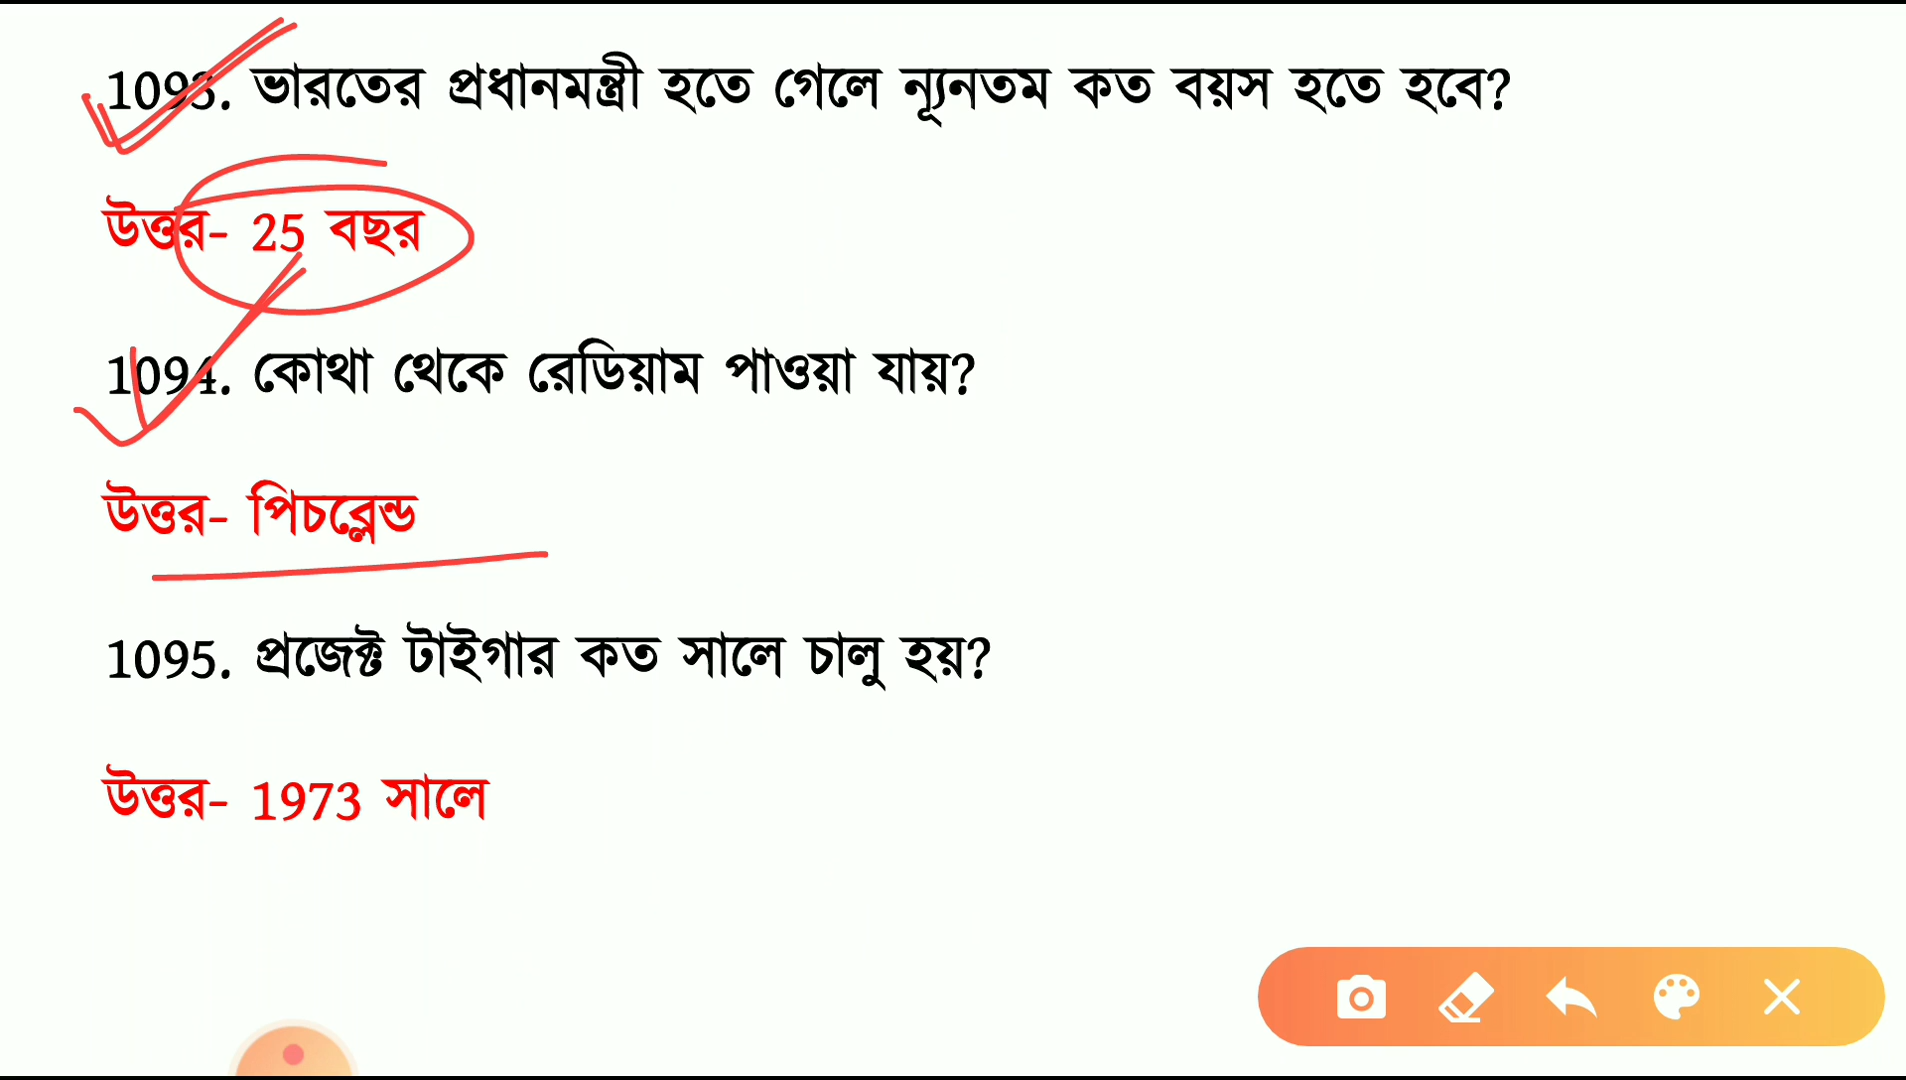 1093. ভারতের প্রধানমন্ত্রী হতে গেলে ন্যূনতম কত বয়স হতে হবে?
উত্তর- 25 বছর
1094. কোথা থেকে রেডিয়াম পাওয়া যায়?
উত্তর- পিচব্লেন্ড
1095. প্রজেক্ট টাইগার কত সালে চালু হয়?
উত্তর- 1973 সালে